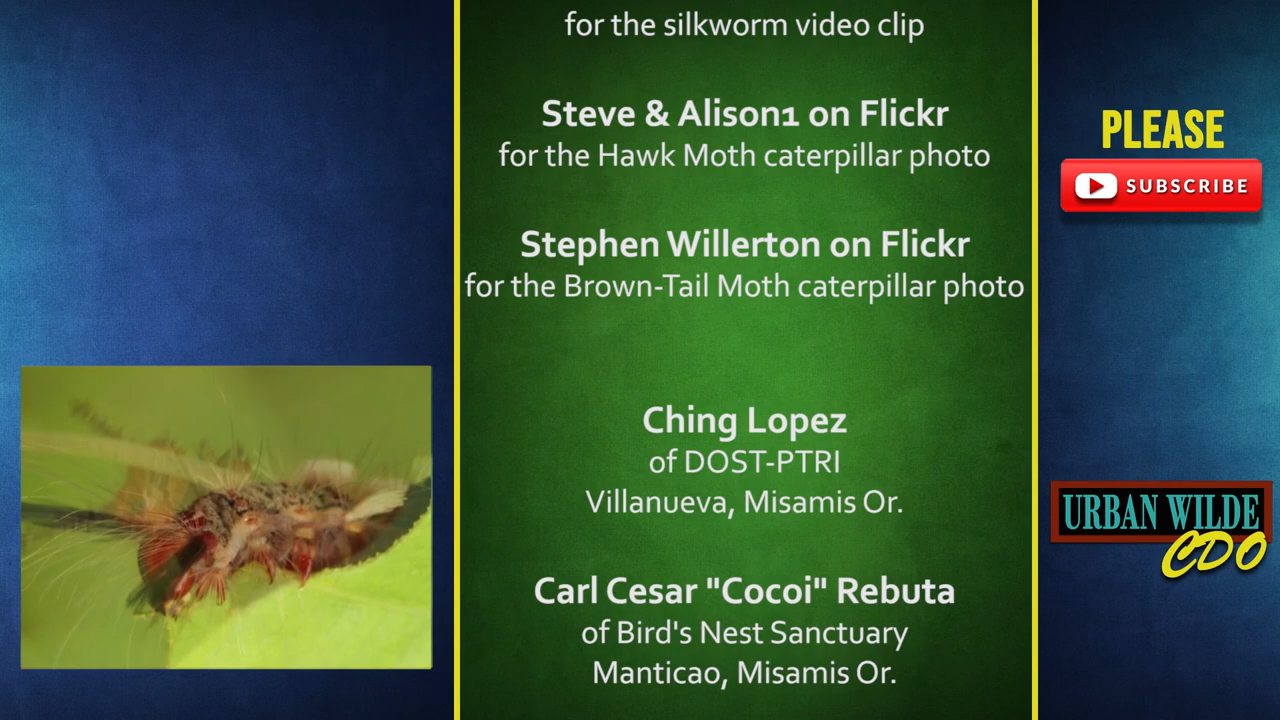 for the silkworm video clip
Steve & Alison1 on Flickr
for the Hawk Moth caterpillar photo
Stephen Willerton on Flickr
for the Brown-Tail Moth caterpillar photo
Ching Lopez
of DOST-PTRI
Villanueva, Misamis Or.
Carl Cesar "Cocoi" Rebuta
of Bird's Nest Sanctuary
Manticao, Misamis Or.
PLEASE
SUBSCRIBE
URBAN WILDE
CDO